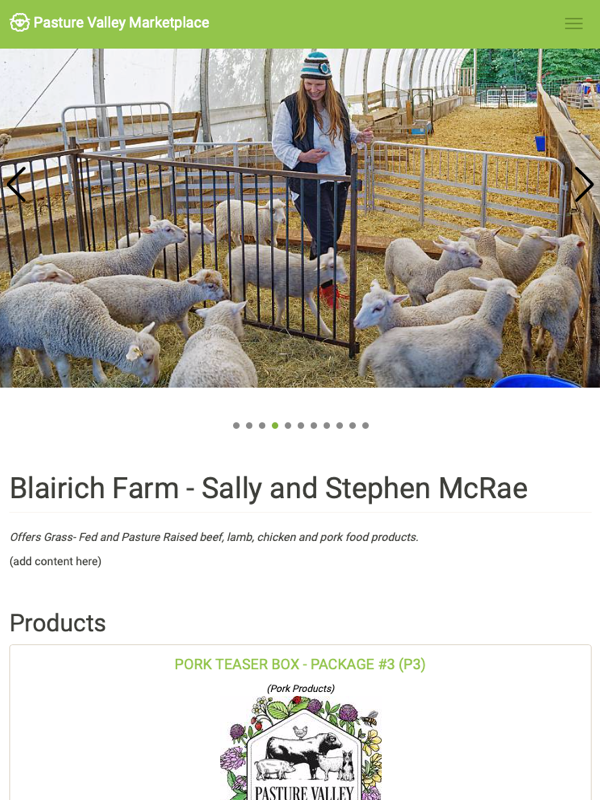 Pasture Valley Marketplace
Blairich Farm - Sally and Stephen McRae
Offers Grass- Fed and Pasture Raised beef, lamb, chicken and pork food products.
(add content here)
Products
PORK TEASER BOX - PACKAGE #3 (P3)
(Pork Products)
PASTURE VALLEY